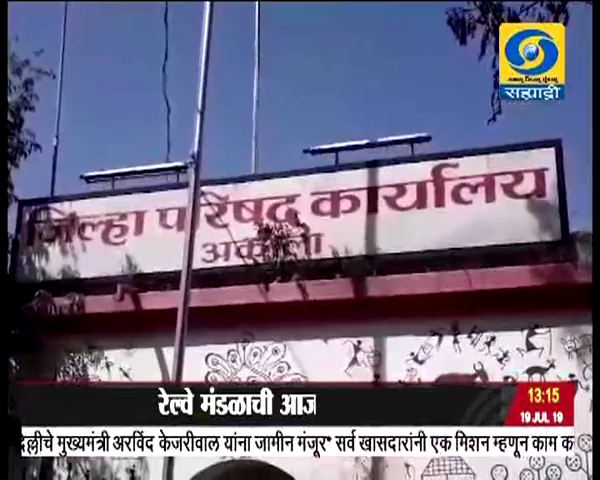 सह्याद्री
जिल्हा परिषद कार्यालय
अकोला
13:15
रेल्वे मंडळाची आज
19 JUL 19
मुख्यमंत्री अरविंद केजरीवाल यांना जामीन मंजूर* सर्व खासदारांनी एक मिशन म्हणून काम क